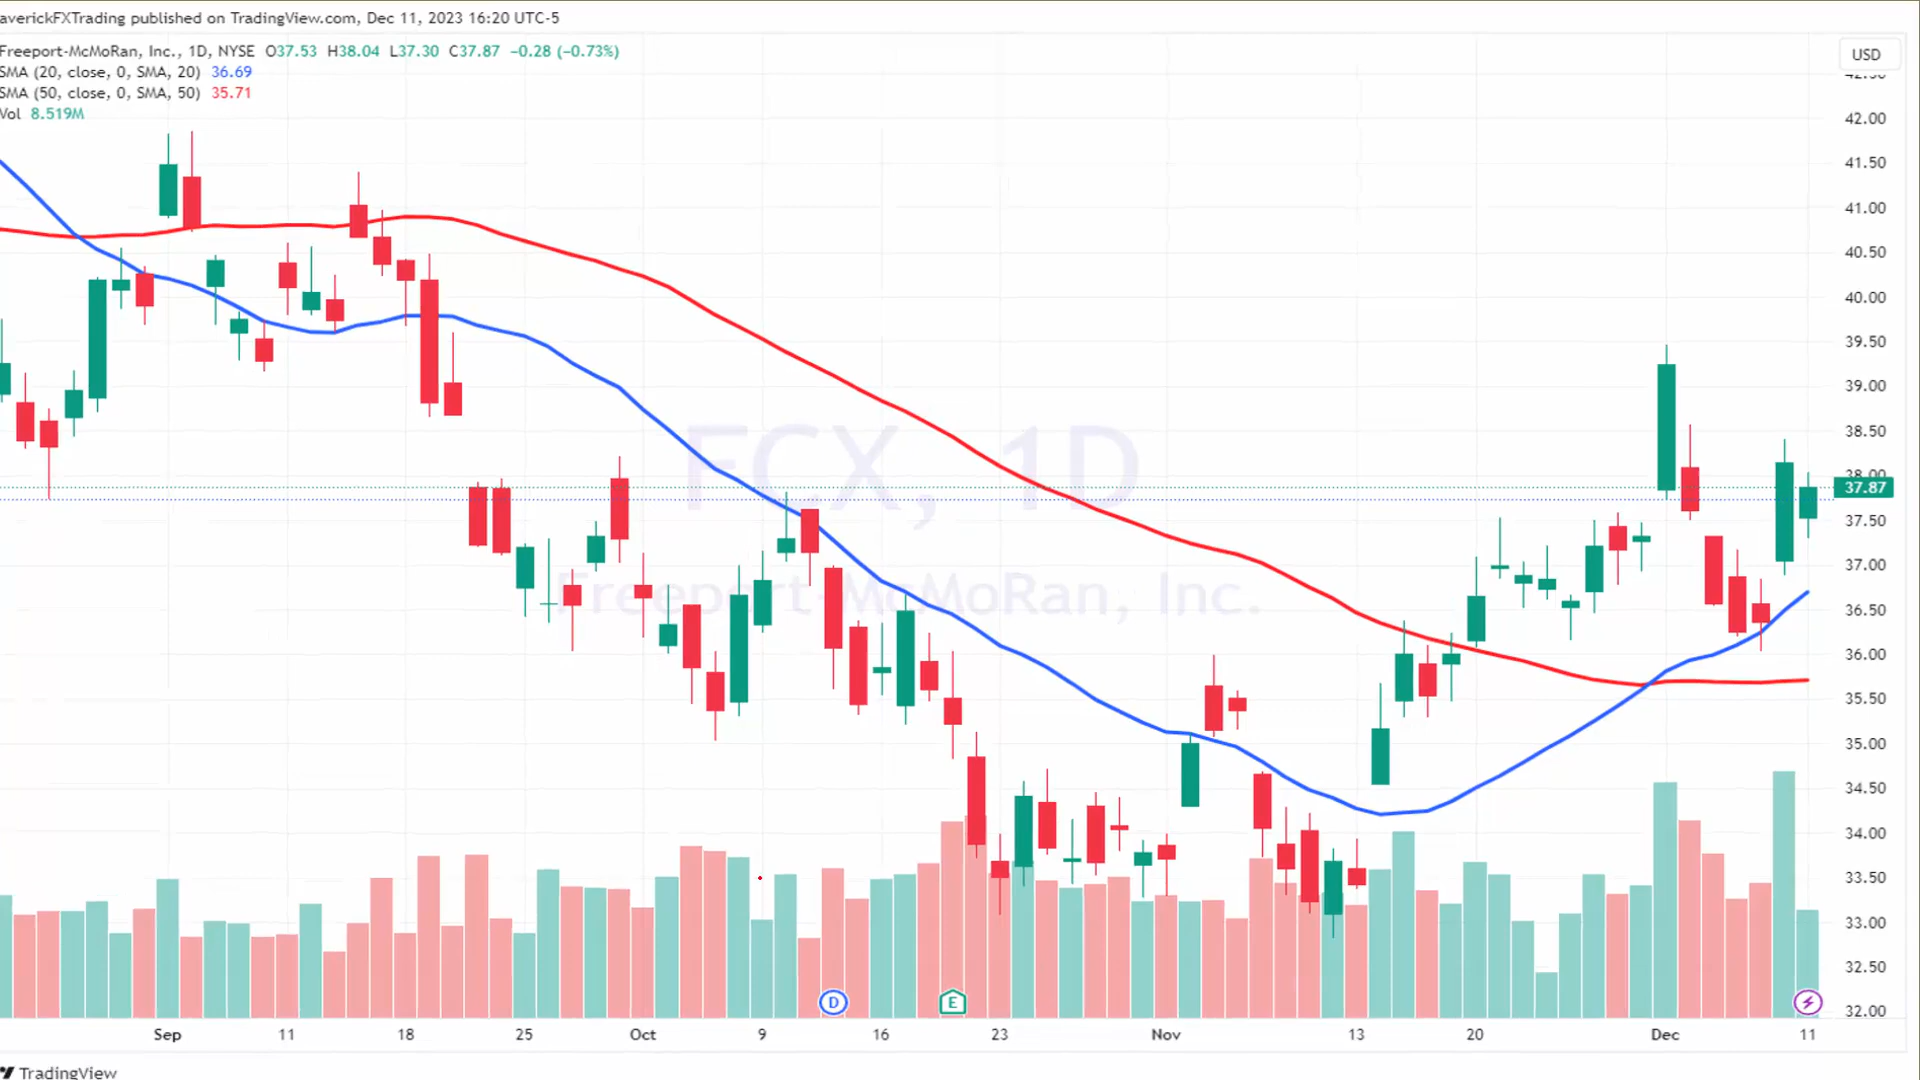 averickFXTrading published on TradingView.com, Dec 11, 2023 16:20 UTC-5
Freeport-McMoRan, Inc., 1D, NYSE O37.53 H38.04 L37.30 C37.87 −0.28 (−0.73%)
SMA (20, close, 0, SMA, 20) 36.69
SMA (50, close, 0, SMA, 50) 35.71
Vol 8.519M
USD
42.50
42.00
41.50
41.00
40.50
40.00
39.50
39.00
38.50
38.00
37.87
37.50
37.00
36.50
36.00
35.50
35.00
34.50
34.00
33.50
33.00
32.50
32.00
FCX, 1D
Freeport-McMoRan, Inc.
D E
Sep 11 18 25 Oct 9 16 23 Nov 13 20 Dec 11
TradingView